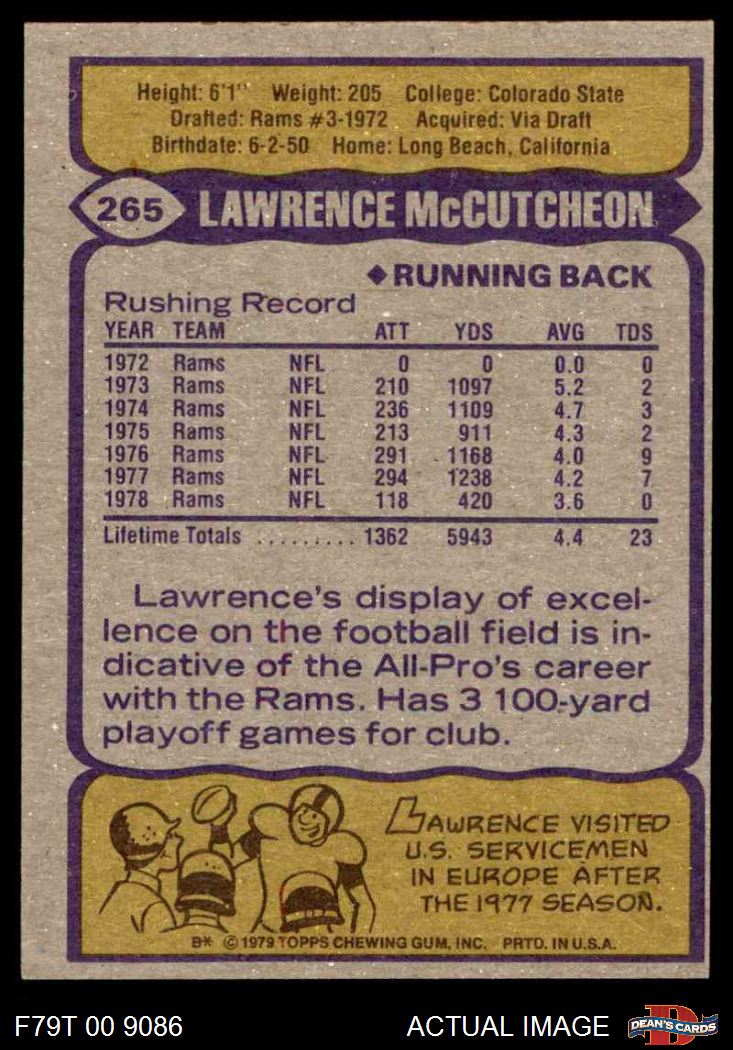 Height: 6'1" Weight: 205 College: Colorado State
Drafted: Rams #3-1972 Acquired: Via Draft
Birthdate: 6-2-50 Home: Long Beach, California
265 LAWRENCE McCUTCHEON
◆RUNNING BACK
Rushing Record
YEAR TEAM ATT YDS AVG TDS
1972 Rams NFL 0 0 0.0 0
1973 Rams NFL 210 1097 5.2 2
1974 Rams NFL 236 1109 4.7 3
1975 Rams NFL 213 911 4.3 2
1976 Rams NFL 291 1168 4.0 9
1977 Rams NFL 294 1238 4.2 7
1978 Rams NFL 118 420 3.6 0
Lifetime Totals ......... 1362 5943 4.4 23
Lawrence's display of excel-
lence on the football field is in-
dicative of the All-Pro's career
with the Rams. Has 3 100-yard
playoff games for club.
LAWRENCE VISITED
U.S. SERVICEMEN
IN EUROPE AFTER
THE 1977 SEASON.
B* © 1979 TOPPS CHEWING GUM, INC. PRTD. IN U.S.A.
F79T 00 9086 ACTUAL IMAGE D DEAN'S CARDS